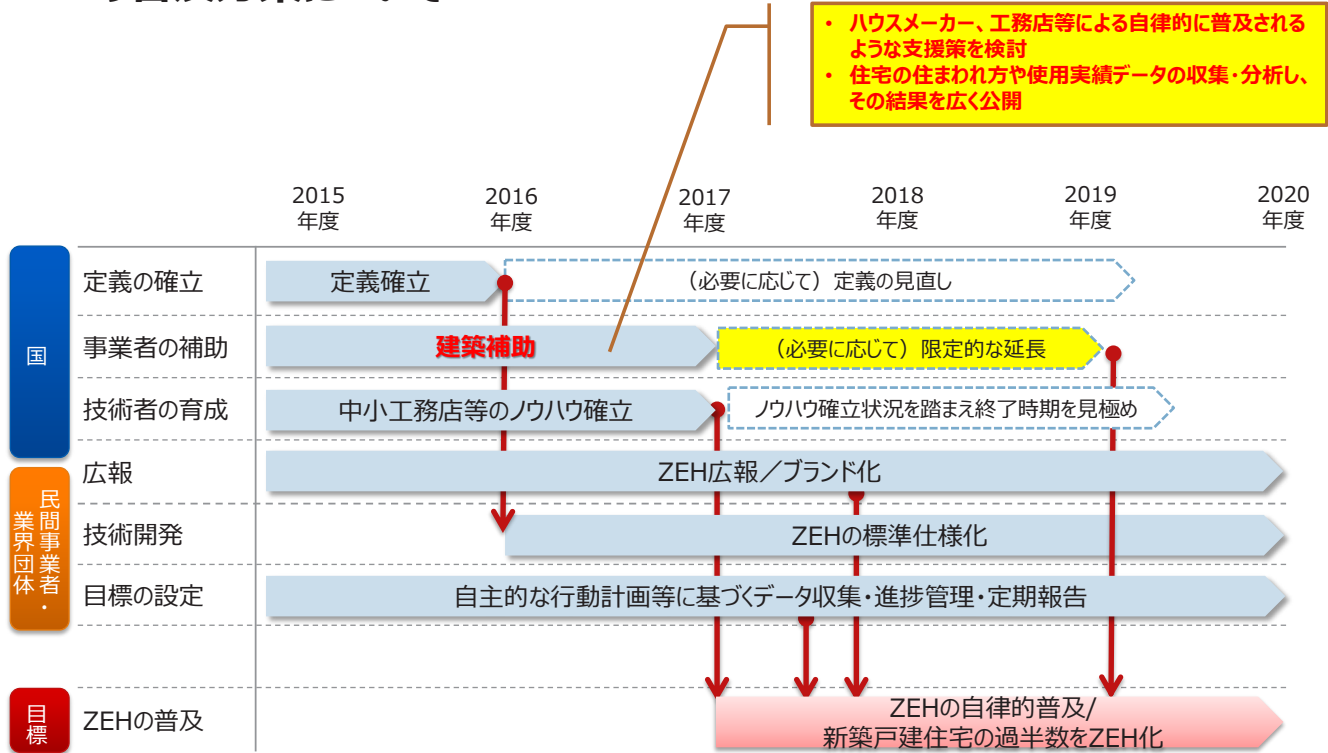 ・ ハウスメーカー、工務店等による自律的に普及される
ような支援策を検討
・ 住宅の住まわれ方や使用実績データの収集・分析し、
その結果を広く公開
2015
年度
2016
年度
2017
年度
2018
年度
2019
年度
2020
年度
国
定義の確立
定義確立
（必要に応じて）定義の見直し
事業者の補助
建築補助
（必要に応じて）限定的な延長
技術者の育成
中小工務店等のノウハウ確立
ノウハウ確立状況を踏まえ終了時期を見極め
民間事業者・
業界団体
広報
ZEH広報／ブランド化
技術開発
ZEHの標準仕様化
目標の設定
自主的な行動計画等に基づくデータ収集・進捗管理・定期報告
目標
ZEHの普及
ZEHの自律的普及/
新築戸建住宅の過半数をZEH化